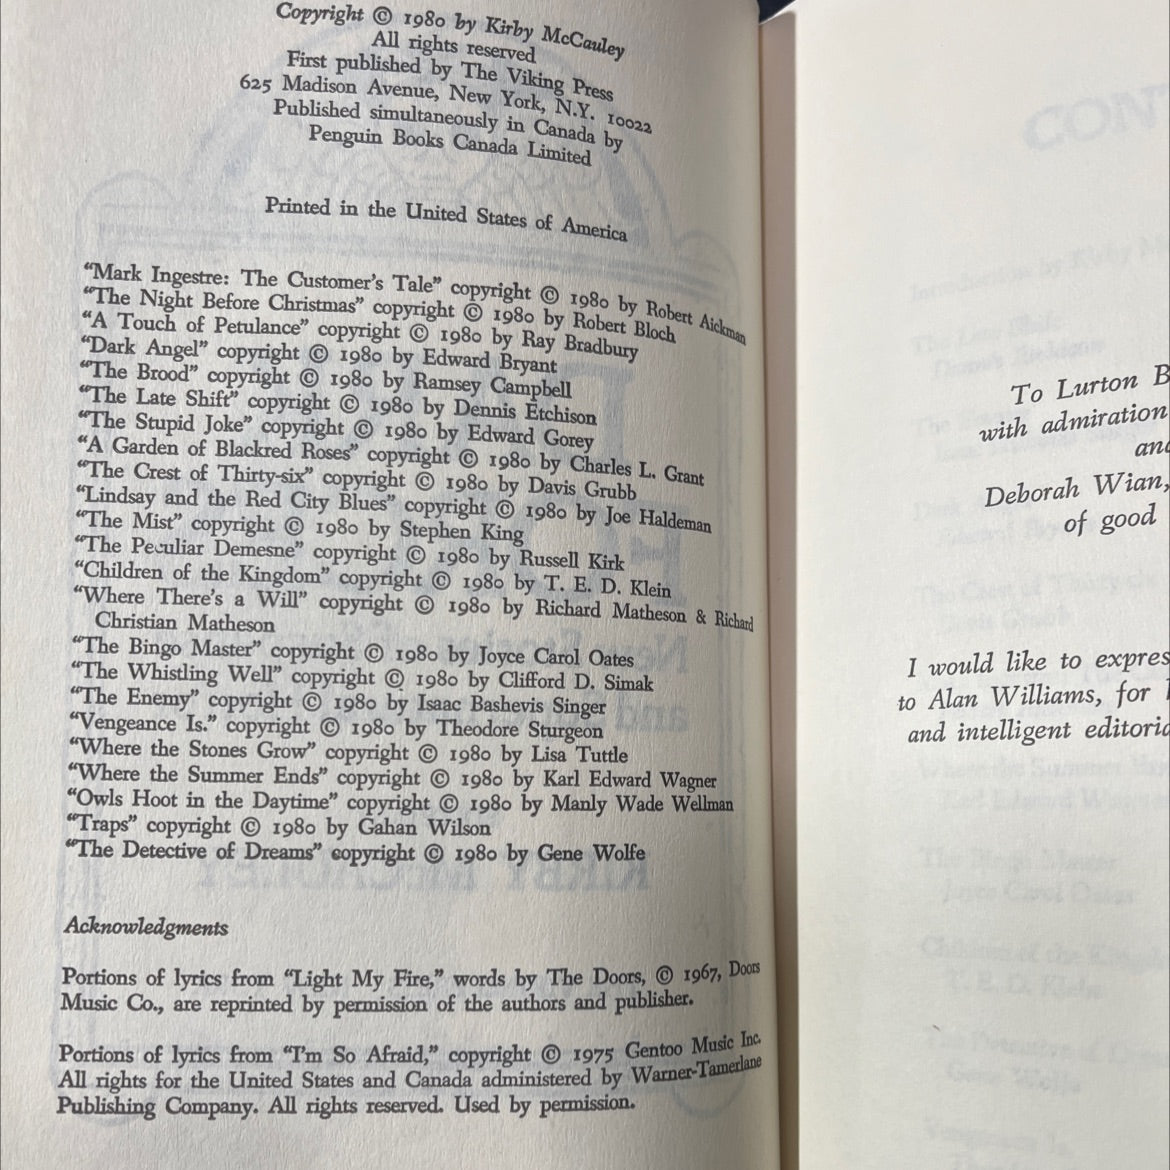 Copyright © 1980 by Kirby McCauley
All rights reserved
First published by The Viking Press
625 Madison Avenue, New York, N.Y. 10022
Published simultaneously in Canada by
Penguin Books Canada Limited
Printed in the United States of America
“Mark Ingestre: The Customer’s Tale” copyright © 1980 by Robert Aickman
“The Night Before Christmas” copyright © 1980 by Robert Bloch
“A Touch of Petulance” copyright © 1980 by Ray Bradbury
“Dark Angel” copyright © 1980 by Edward Bryant
“The Brood” copyright © 1980 by Ramsey Campbell
“The Late Shift” copyright © 1980 by Dennis Etchison
“The Stupid Joke” copyright © 1980 by Edward Gorey
“A Garden of Blackred Roses” copyright © 1980 by Charles L. Grant
“The Crest of Thirty-six” copyright © 1980 by Davis Grubb
“Lindsay and the Red City Blues” copyright © 1980 by Joe Haldeman
“The Mist” copyright © 1980 by Stephen King
“The Peculiar Demesne” copyright © 1980 by Russell Kirk
“Children of the Kingdom” copyright © 1980 by T. E. D. Klein
“Where There’s a Will” copyright © 1980 by Richard Matheson & Richard
Christian Matheson
“The Bingo Master” copyright © 1980 by Joyce Carol Oates
“The Whistling Well” copyright © 1980 by Clifford D. Simak
“The Enemy” copyright © 1980 by Isaac Bashevis Singer
“Vengeance Is.” copyright © 1980 by Theodore Sturgeon
“Where the Stones Grow” copyright © 1980 by Lisa Tuttle
“Where the Summer Ends” copyright © 1980 by Karl Edward Wagner
“Owls Hoot in the Daytime” copyright © 1980 by Manly Wade Wellman
“Traps” copyright © 1980 by Gahan Wilson
“The Detective of Dreams” copyright © 1980 by Gene Wolfe
Acknowledgments
Portions of lyrics from “Light My Fire,” words by The Doors, © 1967, Doors
Music Co., are reprinted by permission of the authors and publisher.
Portions of lyrics from “I’m So Afraid,” copyright © 1975 Gentoo Music Inc.
All rights for the United States and Canada administered by Warner-Tamerlane
Publishing Company. All rights reserved. Used by permission.
To Lurton B
with admiration
and
Deborah Wian,
of good
I would like to expres
to Alan Williams, for
and intelligent editoria